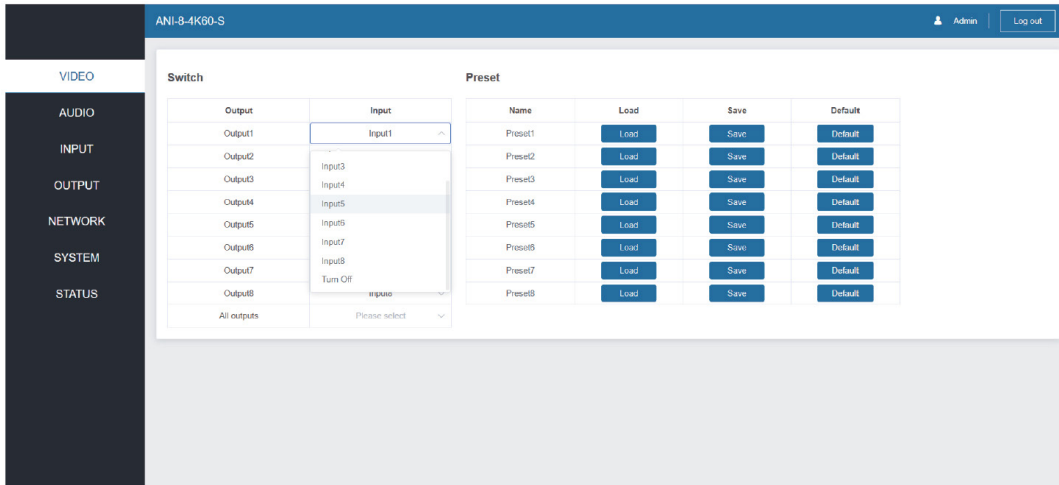 ANI-8-4K60-S Admin Log out
VIDEO
AUDIO
INPUT
OUTPUT
NETWORK
SYSTEM
STATUS
Switch
Output Input
Output1 Input1
Output2
Output3
Output4
Output5
Output6
Output7
Output8 Input8
All outputs Please select
Input3
Input4
Input5
Input6
Input7
Input8
Turn Off
Preset
Name Load Save Default
Preset1 Load Save Default
Preset2 Load Save Default
Preset3 Load Save Default
Preset4 Load Save Default
Preset5 Load Save Default
Preset6 Load Save Default
Preset7 Load Save Default
Preset8 Load Save Default